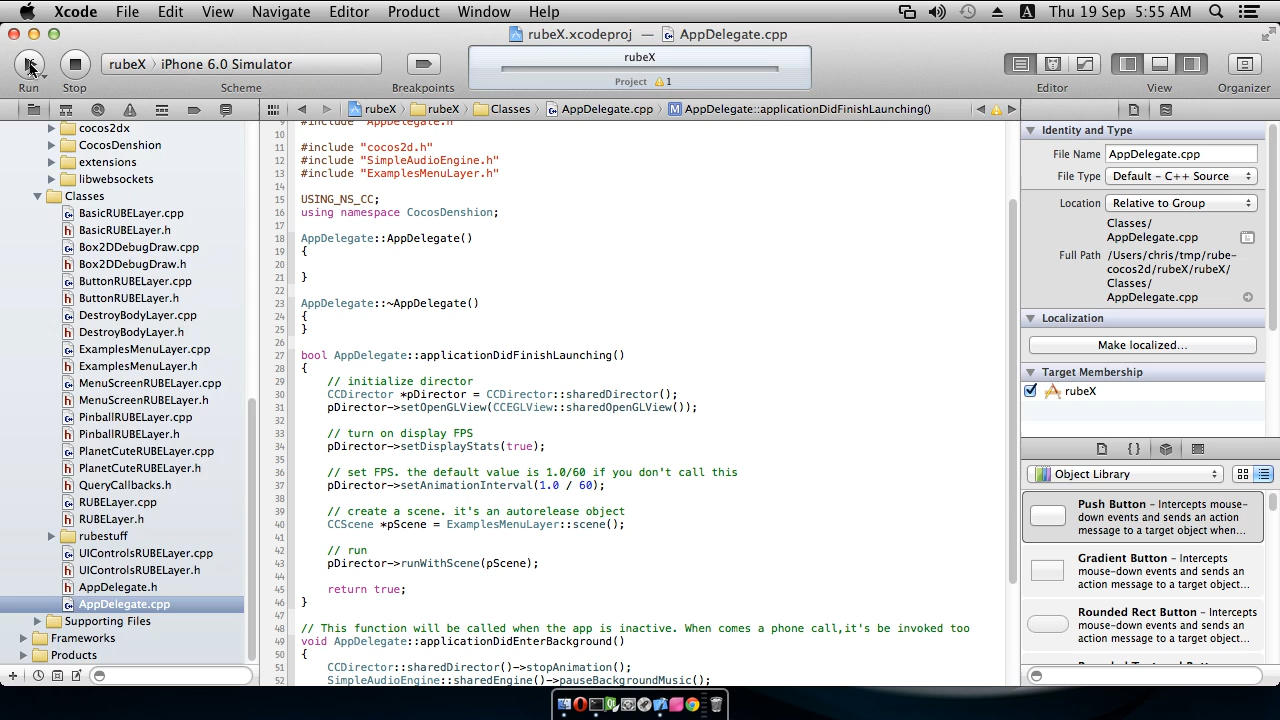 Xcode File Edit View Navigate Editor Product Window Help A Thu 19 Sep 5:55 AM
rubeX.xcodeproj — AppDelegate.cpp
rubeX 〉 iPhone 6.0 Simulator
rubeX
Project 1
Run Stop Scheme Breakpoints Editor View Organizer
rubeX rubeX Classes AppDelegate.cpp M AppDelegate::applicationDidFinishLaunching()
cocos2dx
CocosDenshion
extensions
libwebsockets
Classes
BasicRUBELayer.cpp
BasicRUBELayer.h
Box2DDebugDraw.cpp
Box2DDebugDraw.h
ButtonRUBELayer.cpp
ButtonRUBELayer.h
DestroyBodyLayer.cpp
DestroyBodyLayer.h
ExamplesMenuLayer.cpp
ExamplesMenuLayer.h
MenuScreenRUBELayer.cpp
MenuScreenRUBELayer.h
PinballRUBELayer.cpp
PinballRUBELayer.h
PlanetCuteRUBELayer.cpp
PlanetCuteRUBELayer.h
QueryCallbacks.h
RUBELayer.cpp
RUBELayer.h
rubestuff
UIControlsRUBELayer.cpp
UIControlsRUBELayer.h
AppDelegate.h
AppDelegate.cpp
Supporting Files
Frameworks
Products
9 #include "AppDelegate.h"
10
11 #include "cocos2d.h"
12 #include "SimpleAudioEngine.h"
13 #include "ExamplesMenuLayer.h"
14
15 USING_NS_CC;
16 using namespace CocosDenshion;
17
18 AppDelegate::AppDelegate()
19 {
20
21 }
22
23 AppDelegate::~AppDelegate()
24 {
25 }
26
27 bool AppDelegate::applicationDidFinishLaunching()
28 {
29 // initialize director
30 CCDirector *pDirector = CCDirector::sharedDirector();
31 pDirector->setOpenGLView(CCEGLView::sharedOpenGLView());
32
33 // turn on display FPS
34 pDirector->setDisplayStats(true);
35
36 // set FPS. the default value is 1.0/60 if you don't call this
37 pDirector->setAnimationInterval(1.0 / 60);
38
39 // create a scene. it's an autorelease object
40 CCScene *pScene = ExamplesMenuLayer::scene();
41
42 // run
43 pDirector->runWithScene(pScene);
44
45 return true;
46 }
47
48 // This function will be called when the app is inactive. When comes a phone call,it's be invoked too
49 void AppDelegate::applicationDidEnterBackground()
50 {
51 CCDirector::sharedDirector()->stopAnimation();
52 SimpleAudioEngine::sharedEngine()->pauseBackgroundMusic();
Identity and Type
File Name AppDelegate.cpp
File Type Default - C++ Source
Location Relative to Group
Classes/
AppDelegate.cpp
Full Path /Users/chris/tmp/rube-
cocos2d/rubeX/rubeX/
Classes/
AppDelegate.cpp
Localization
Make localized...
Target Membership
rubeX
{ }
Object Library
Push Button - Intercepts mouse-
down events and sends an action
message to a target object when...
Gradient Button - Intercepts
mouse-down events and sends an
action message to a target object...
Rounded Rect Button - Intercepts
mouse-down events and sends an
action message to a target object...